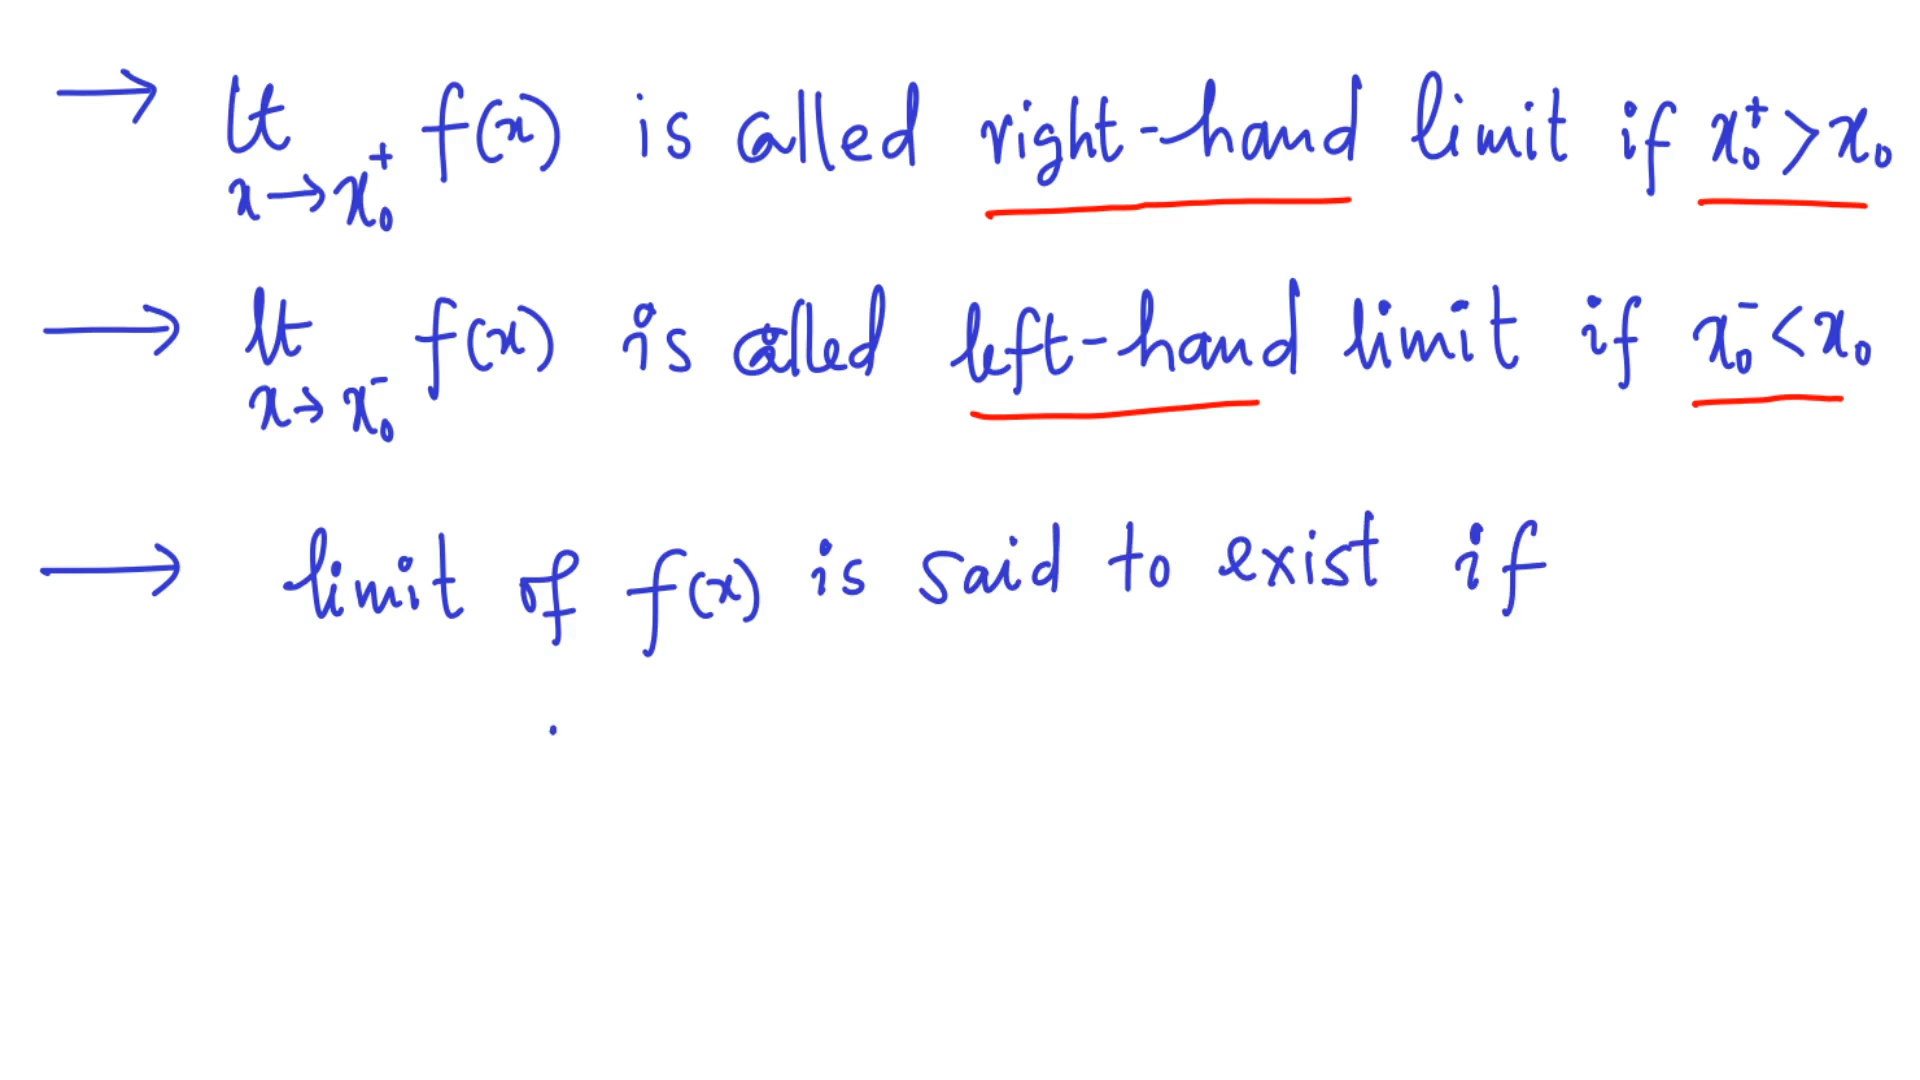 → lt f(x) is called right-hand limit if x₀⁺ > x₀
x → x₀⁺
→ lt f(x) is called left-hand limit if x₀⁻ < x₀
x → x₀⁻
→ limit of f(x) is said to exist if
.